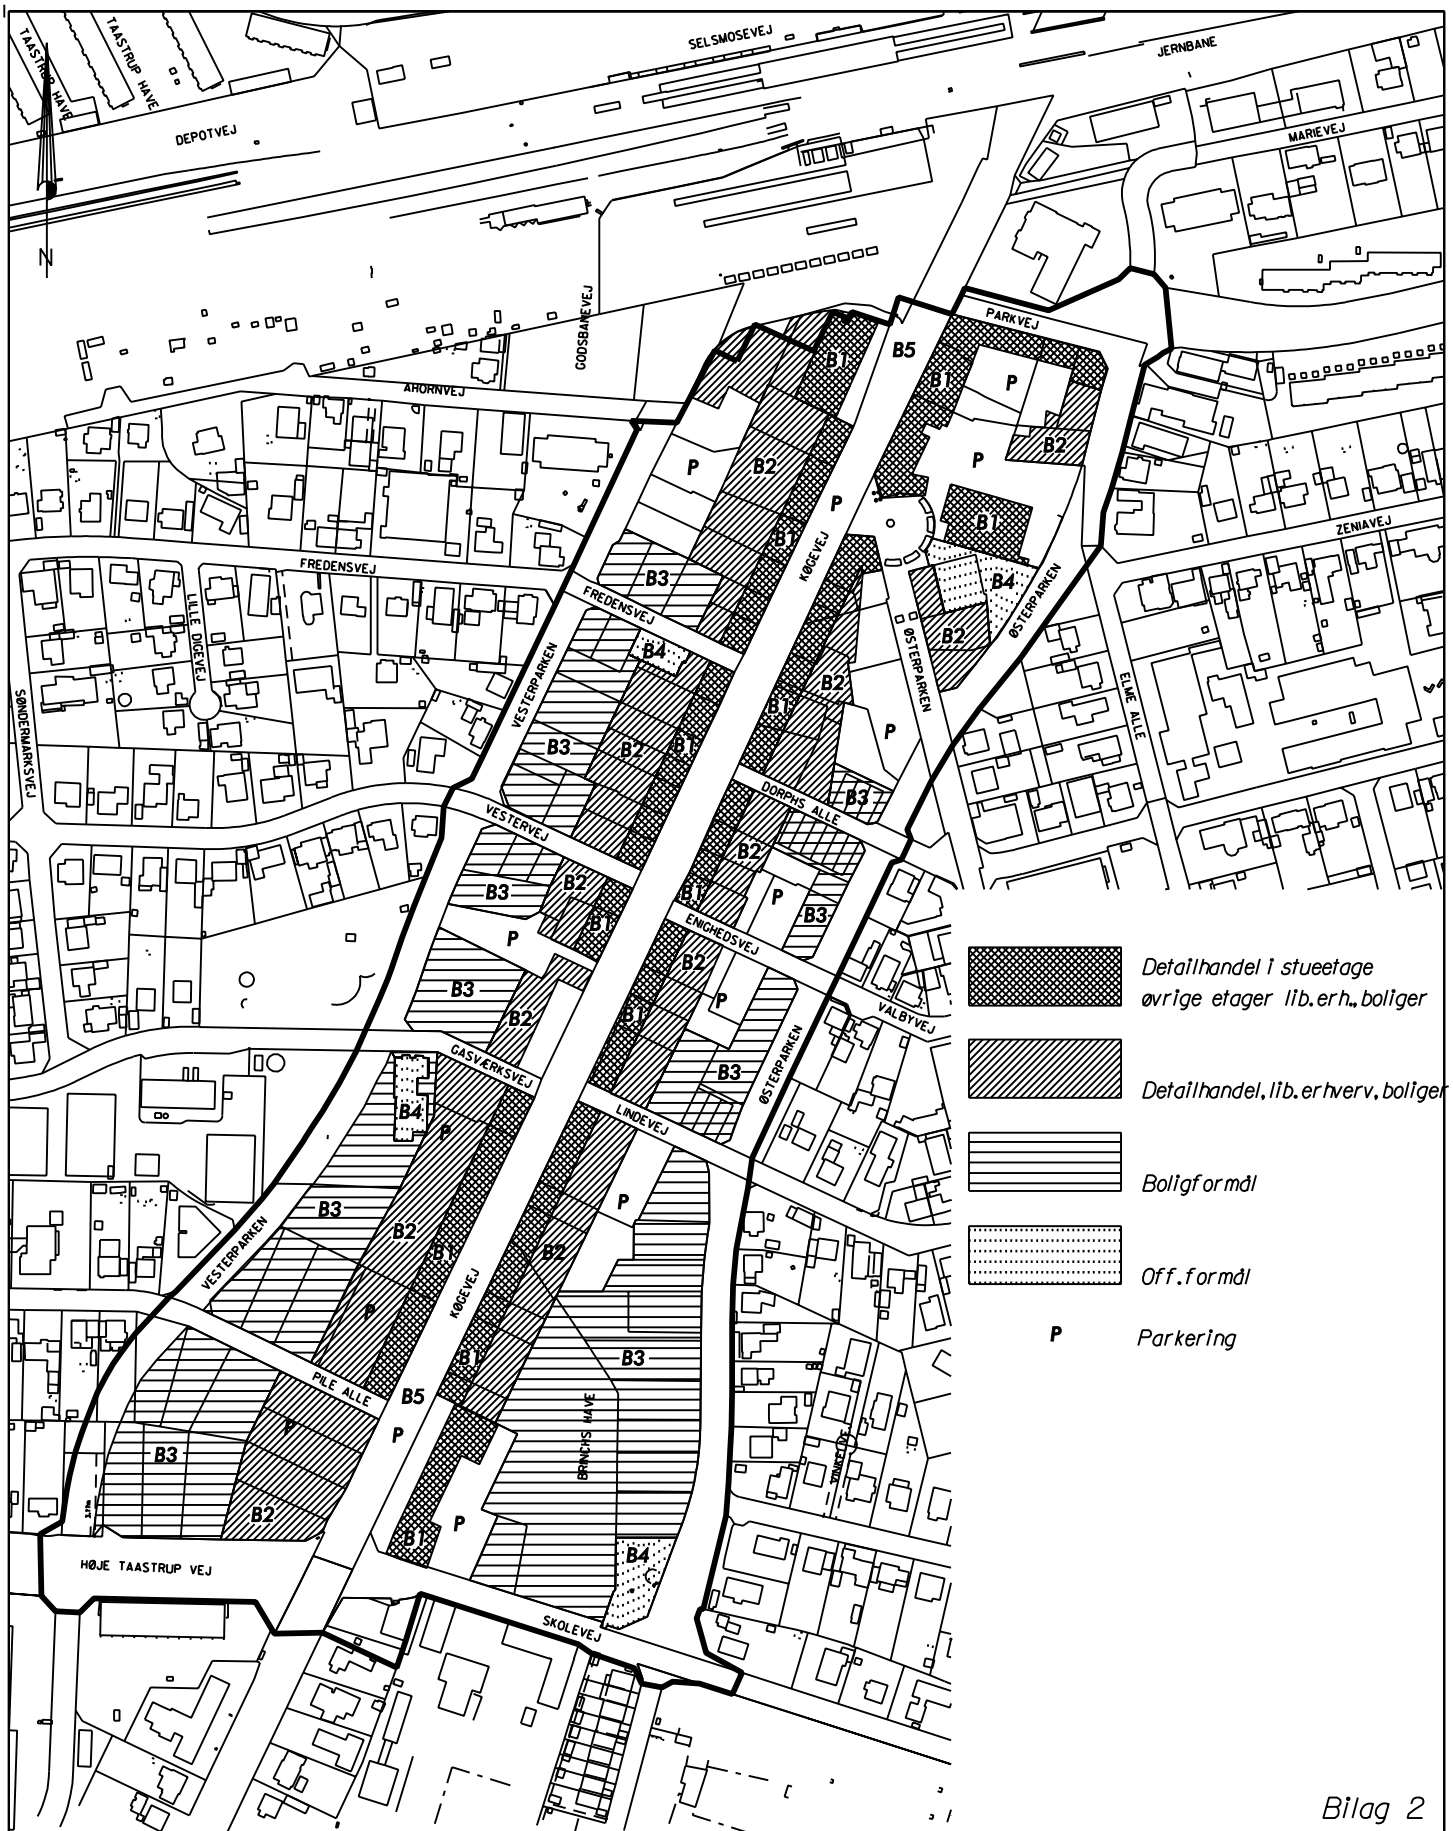 TAASTRUP HAVE
TAASTRUP HAVE
SELSMOSEVEJ
JERNBANE
DEPOTVEJ
MARIEVEJ
N
GODSBANEVEJ
PARKVEJ
B5
B1
B1
P
AHORNVEJ
B2
P
B2
P
P
B1
ZENIAVEJ
B1
KØGEVEJ
FREDENSVEJ
B3
B4
FREDENSVEJ
LILLE DIGEVEJ
ØSTERPARKEN
ØSTERPARKEN
B2
B4
VESTERPARKEN
B2
SØNDERMARKSVEJ
B1
ELME ALLE
P
B3
B2
B1
DORPHS ALLE
B3
VESTERVEJ
B2
B3
B2
B1
P
B3
B1
ENIGHEDSVEJ
P
B2
B3
P
VALBYVEJ
B2
B1
GASVÆRKSVEJ
B3
ØSTERPARKEN
B4
P
LINDEVEJ
B3
P
VESTERPARKEN
B2
B1
B2
KØGEVEJ
P
B1
B3
PILE ALLE
B5
P
P
BRINCHS HAVE
B3
B2
B1
P
B4
HØJE TAASTRUP VEJ
SKOLEVEJ
Detailhandel i stueetage
øvrige etager lib.erh., boliger
Detailhandel, lib.erhverv, boliger
Boligformål
Off.formål
P Parkering
Bilag 2